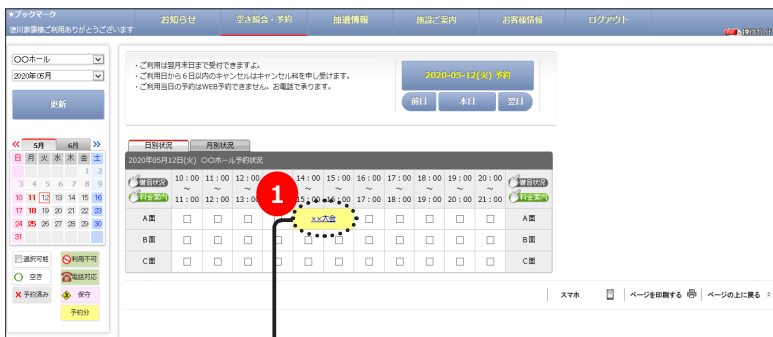 ★ブックマーク
徳川家康様ご利用ありがとうございます
お知らせ 空き照会・予約 抽選情報 施設ご案内 お客様情報 ログアウト
〇〇ホール
2020年05月
更新
・ご利用は翌月末日まで受付できますよ。
・ご利用日から6日以内のキャンセルはキャンセル料を申し受けます。
・ご利用当日の予約はWEB予約できません。お電話で承ります。
2020-05-12(火) 予約
前日 本日 翌日
5月 6月
日 月 火 水 木 金 土
1 2
3 4 5 6 7 8 9
10 11 12 13 14 15 16
17 18 19 20 21 22 23
24 25 26 27 28 29 30
31
選択可能 利用不可
空き 電話対応
予約済み 保守
予約分
日別状況 月別状況
2020年05月12日(火) 〇〇ホール予約状況
10:00 11:00 12:00 14:00 15:00 16:00 17:00 18:00 19:00 20:00
~ ~ ~ ~ ~ ~ ~ ~ ~ ~
料金案内 11:00 12:00 13:00 15:00 16:00 17:00 18:00 19:00 20:00 21:00 料金案内
1
A面 ××大会 A面
B面 B面
C面 C面
スマホ ページを印刷する ページの上に戻る